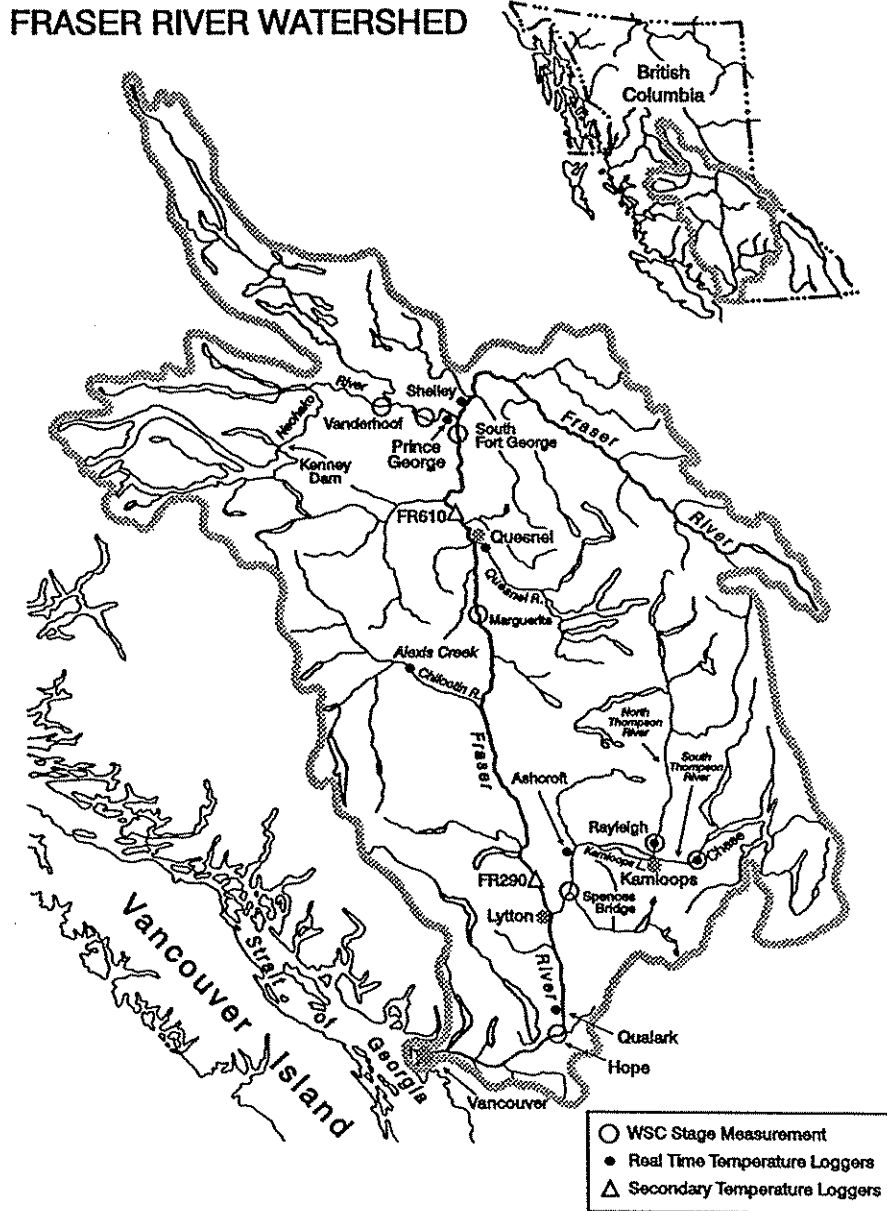 FRASER RIVER WATERSHED
British
Columbia
River
Nechako
Shelley
Vanderhoof
Prince
George
South
Fort George
Kenney
Dam
Fraser
River
FR610
Quesnel
Quesnel R.
Marguerite
Alexis Creek
Chilcotin R.
Fraser
North
Thompson
River
South
Thompson
River
Ashcroft
Rayleigh
Kamloops L.
Chase
Kamloops
FR290
Spences
Bridge
Lytton
River
Qualark
Hope
Vancouver
Island
Strait
of
Georgia
Vancouver
WSC Stage Measurement
Real Time Temperature Loggers
Secondary Temperature Loggers